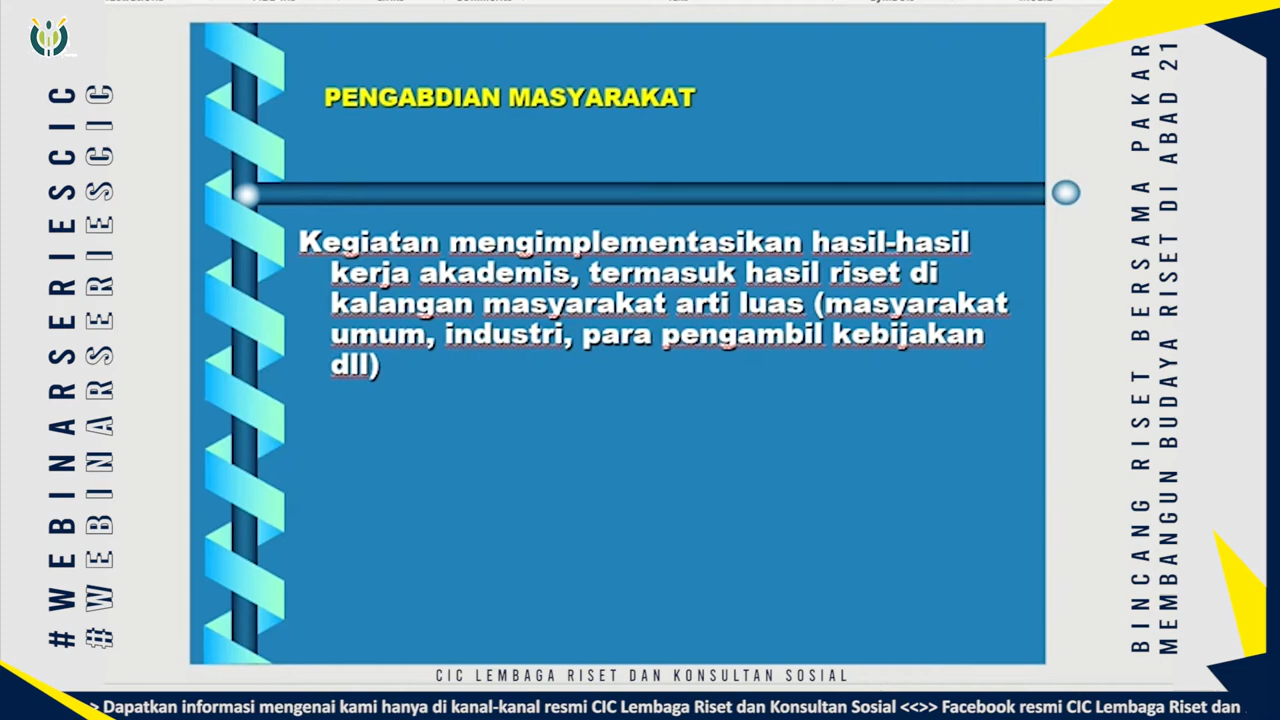 PENGABDIAN MASYARAKAT
Kegiatan mengimplementasikan hasil-hasil
kerja akademis, termasuk hasil riset di
kalangan masyarakat arti luas (masyarakat
umum, industri, para pengambil kebijakan
dll)
#WEBINARSERIESCIC
#WEBINARSERIESCIC
BINCANG RISET BERSAMA PAKAR
MEMBANGUN BUDAYA RISET DI ABAD 21
CIC LEMBAGA RISET DAN KONSULTAN SOSIAL
> Dapatkan informasi mengenai kami hanya di kanal-kanal resmi CIC Lembaga Riset dan Konsultan Sosial <<>> Facebook resmi CIC Lembaga Riset dan